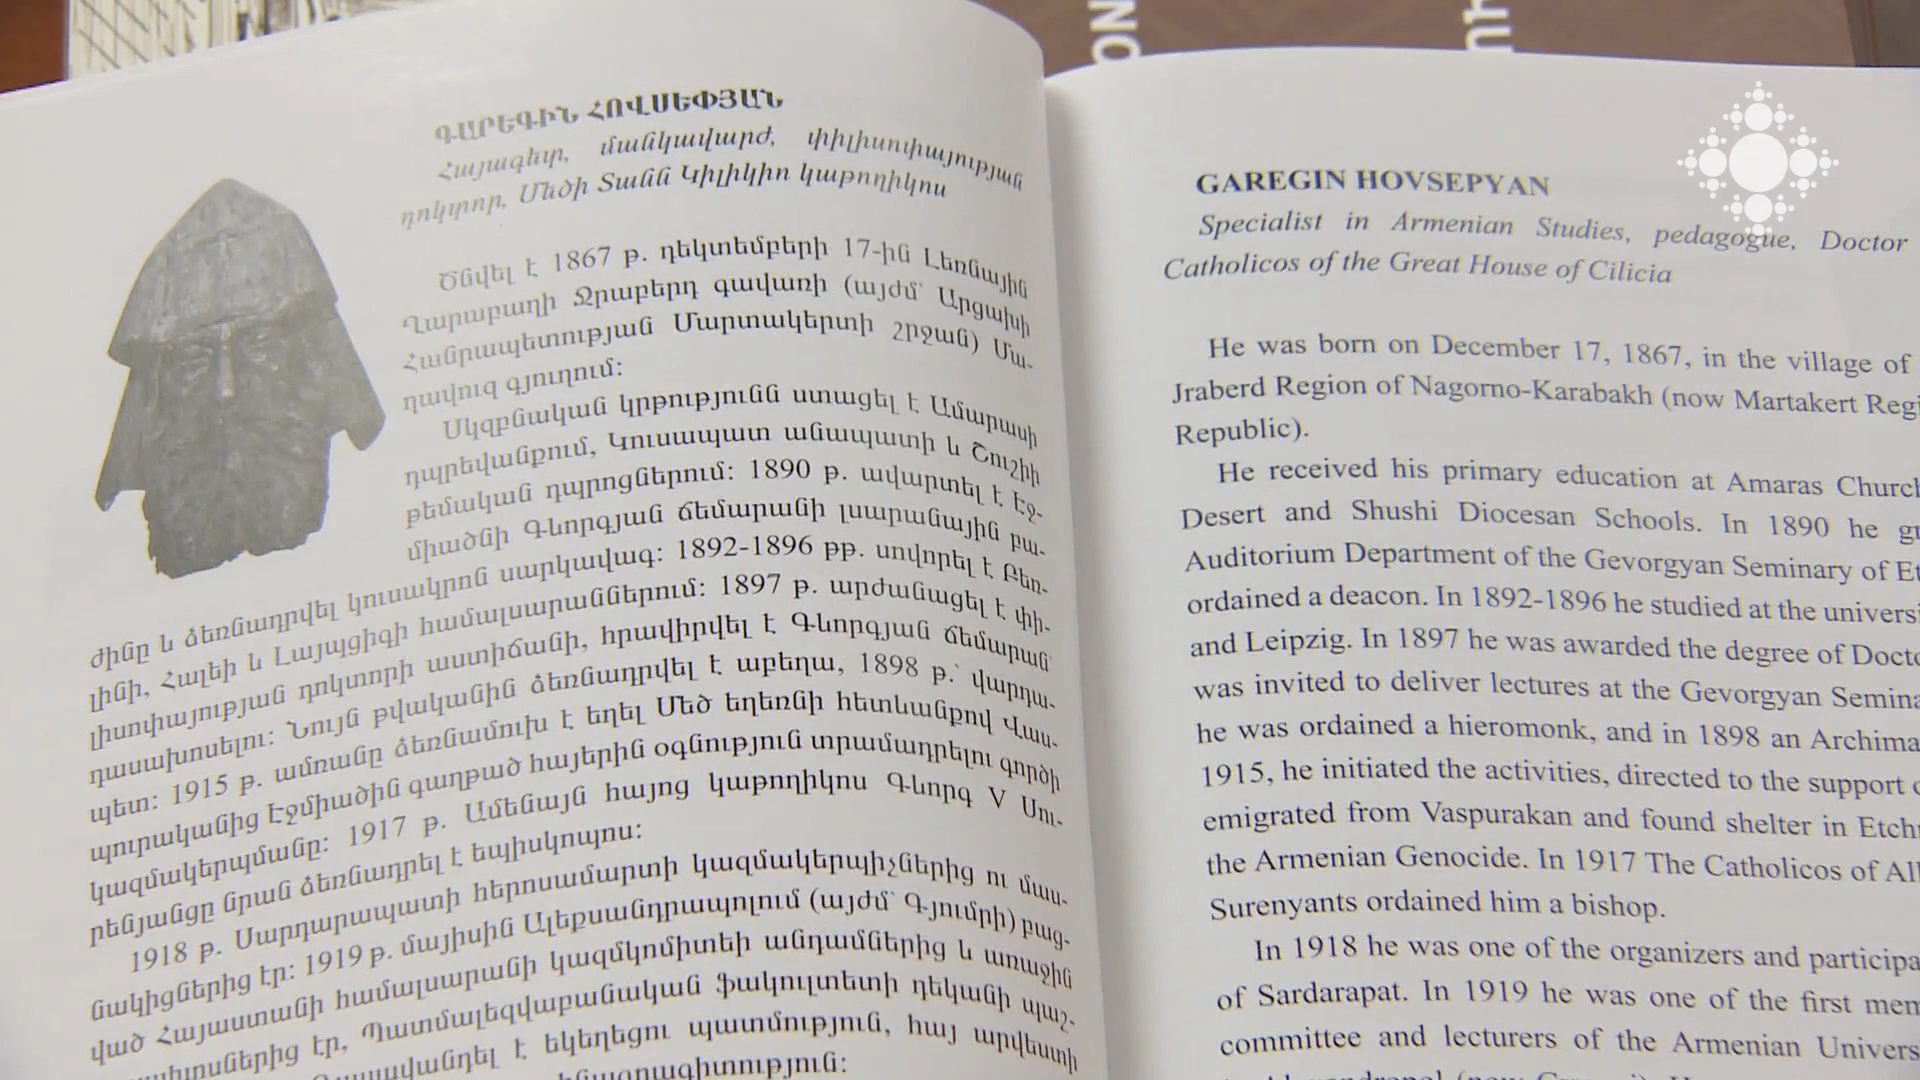 ԳԱՐԵԳԻՆ ՀՈՎՍԵՓՅԱՆ
Հայագետ, մանկավարժ, փիլիսոփայության
դոկտոր, Մեծի Տանն Կիլիկիո կաթողիկոս
Ծնվել է 1867 թ. դեկտեմբերի 17-ին Լեռնային
Ղարաբաղի Ջրաբերդ գավառի (այժմ՝ Արցախի
Հանրապետության Մարտակերտի շրջան) Մա-
ղավուզ գյուղում:
Սկզբնական կրթությունն ստացել է Ամարասի
դպրեվանքում, Կուսապատ անապատի և Շուշիի
թեմական դպրոցներում: 1890 թ. ավարտել է Էջ-
միածնի Գևորգյան ճեմարանի լսարանային բա-
ժինը և ձեռնադրվել կուսակրոն սարկավագ: 1892-1896 թթ. սովորել է Բեռ-
լինի, Հալեի և Լայպցիգի համալսարաններում: 1897 թ. արժանացել է փի-
լիսոփայության դոկտորի աստիճանի, հրավիրվել է Գևորգյան ճեմարան՝
դասախոսելու: Նույն թվականին ձեռնադրվել է աբեղա, 1898 թ.՝ վարդա-
պետ: 1915 թ. ամռանը ձեռնամուխ է եղել Մեծ եղեռնի հետևանքով Վաս-
պուրականից Էջմիածին գաղթած հայերին օգնություն տրամադրելու գործի
կազմակերպմանը: 1917 թ. Ամենայն հայոց կաթողիկոս Գևորգ V Սու-
րենյանցը նրան ձեռնադրել է եպիսկոպոս:
1918 թ. Սարդարապատի հերոսամարտի կազմակերպիչներից ու մաս-
նակիցներից էր: 1919 թ. մայիսին Ալեքսանդրապոլում (այժմ՝ Գյումրի) բաց-
ված Հայաստանի համալսարանի կազմկոմիտեի անդամներից և առաջին
էր, Պատմալեզվաբանական ֆակուլտետի դեկանի պաշ-
է եկեղեցու պատմություն, հայ արվեստի
GAREGIN HOVSEPYAN
Specialist in Armenian Studies, pedagogue, Doctor
Catholicos of the Great House of Cilicia
He was born on December 17, 1867, in the village of
Jraberd Region of Nagorno-Karabakh (now Martakert Regi
Republic).
He received his primary education at Amaras Church
Desert and Shushi Diocesan Schools. In 1890 he gr
Auditorium Department of the Gevorgyan Seminary of Et
ordained a deacon. In 1892-1896 he studied at the universi
and Leipzig. In 1897 he was awarded the degree of Docto
was invited to deliver lectures at the Gevorgyan Semina
he was ordained a hieromonk, and in 1898 an Archima
1915, he initiated the activities, directed to the support o
emigrated from Vaspurakan and found shelter in Etch
the Armenian Genocide. In 1917 The Catholicos of All
Surenyants ordained him a bishop.
In 1918 he was one of the organizers and participa
of Sardarapat. In 1919 he was one of the first mem
committee and lecturers of the Armenian Univers